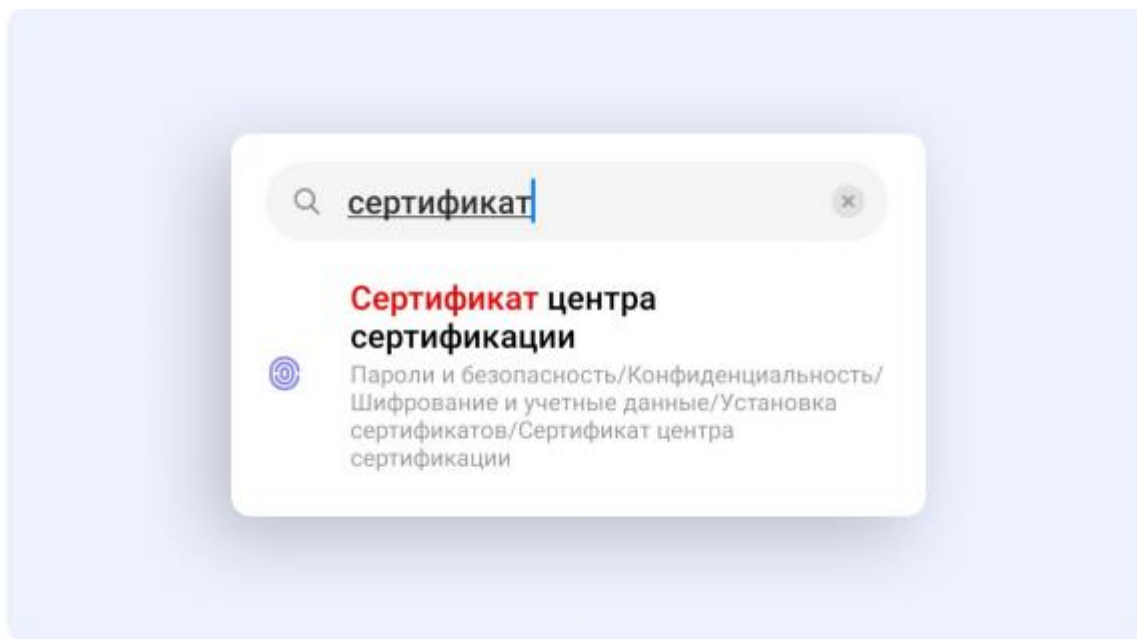 сертификат
Сертификат центра
сертификации
Пароли и безопасность/Конфиденциальность/
Шифрование и учетные данные/Установка
сертификатов/Сертификат центра
сертификации